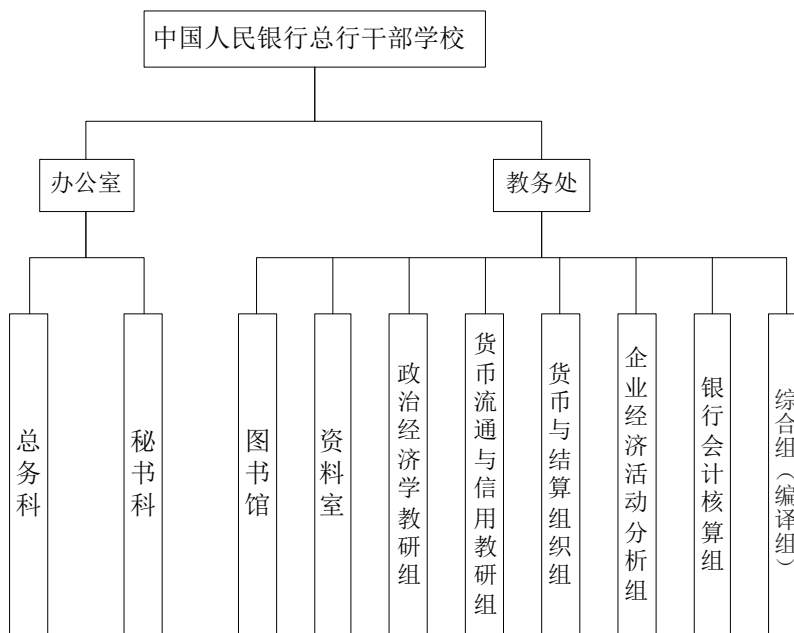 中国人民银行总行干部学校
办公室
教务处
总务科
秘书科
图书馆
资料室
政治经济学教研组
货币流通与信用教研组
货币与结算组织组
企业经济活动分析组
银行会计核算组
综合组（编译组）